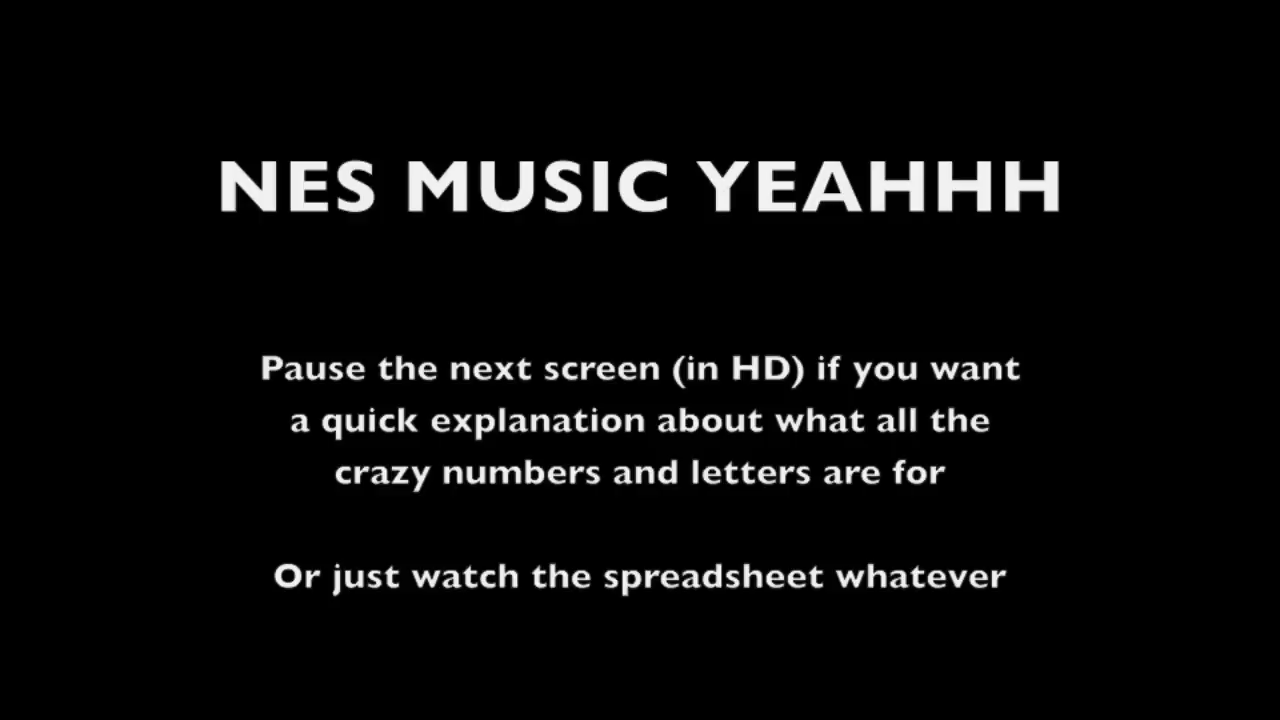 NES MUSIC YEAHHH
Pause the next screen (in HD) if you want
a quick explanation about what all the
crazy numbers and letters are for
Or just watch the spreadsheet whatever